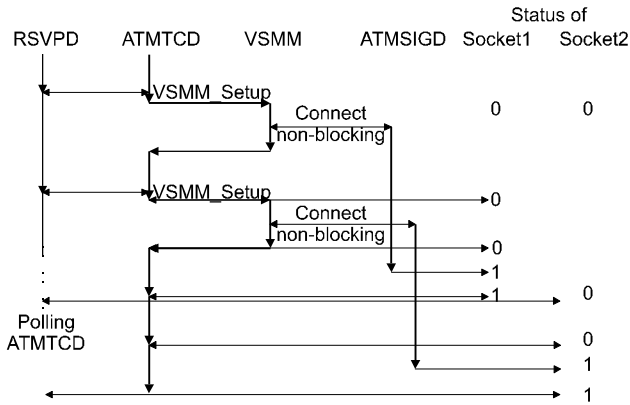 Status of
RSVPD ATMTCD VSMM ATMSIGD Socket1 Socket2
VSMM_Setup
0 0
Connect
non-blocking
VSMM_Setup
0
Connect
non-blocking
0
1
1 0
Polling
ATMTCD
0
1
1